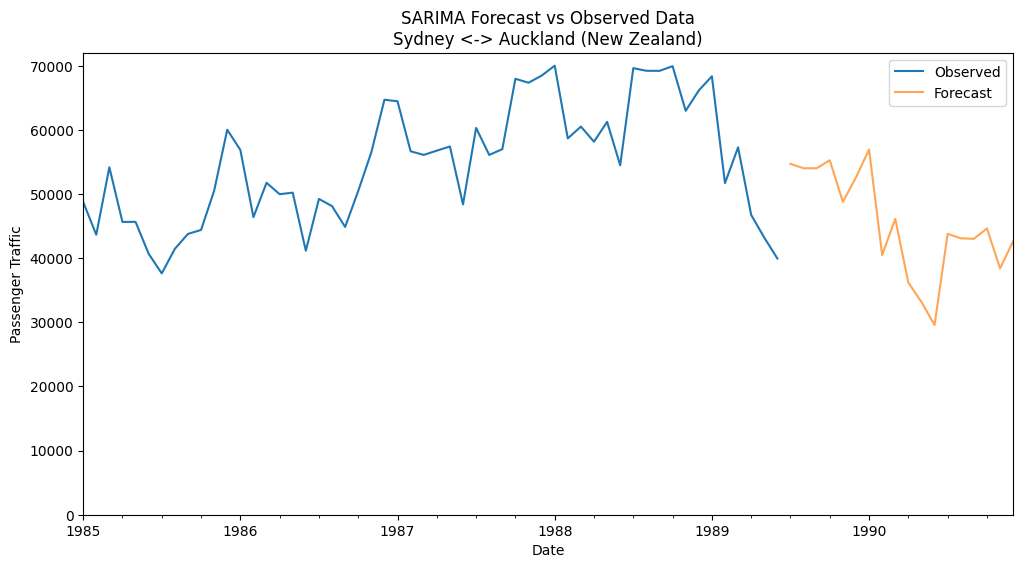 SARIMA Forecast vs Observed Data
Sydney <-> Auckland (New Zealand)
Observed
Forecast
Passenger Traffic
70000
60000
50000
40000
30000
20000
10000
0
1985 1986 1987 1988 1989 1990
Date